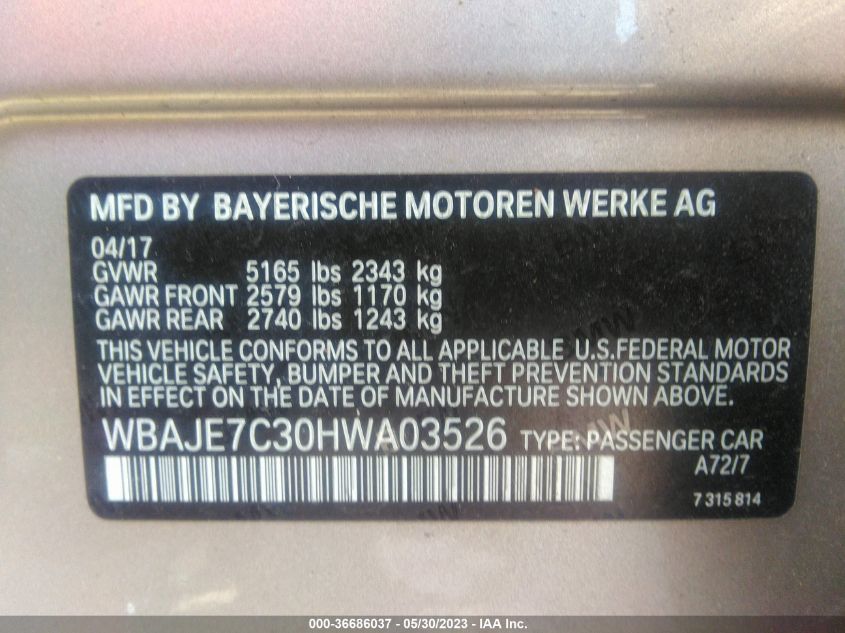 MFD BY BAYERISCHE MOTOREN WERKE AG
04/17
GVWR 5165 lbs 2343 kg
GAWR FRONT 2579 lbs 1170 kg
GAWR REAR 2740 lbs 1243 kg
THIS VEHICLE CONFORMS TO ALL APPLICABLE U.S.FEDERAL MOTOR
VEHICLE SAFETY, BUMPER AND THEFT PREVENTION STANDARDS
IN EFFECT ON THE DATE OF MANUFACTURE SHOWN ABOVE.
WBAJE7C30HWA03526 TYPE: PASSENGER CAR
A72/7
7 315 814
000-36686037 - 05/30/2023 - IAAI.com